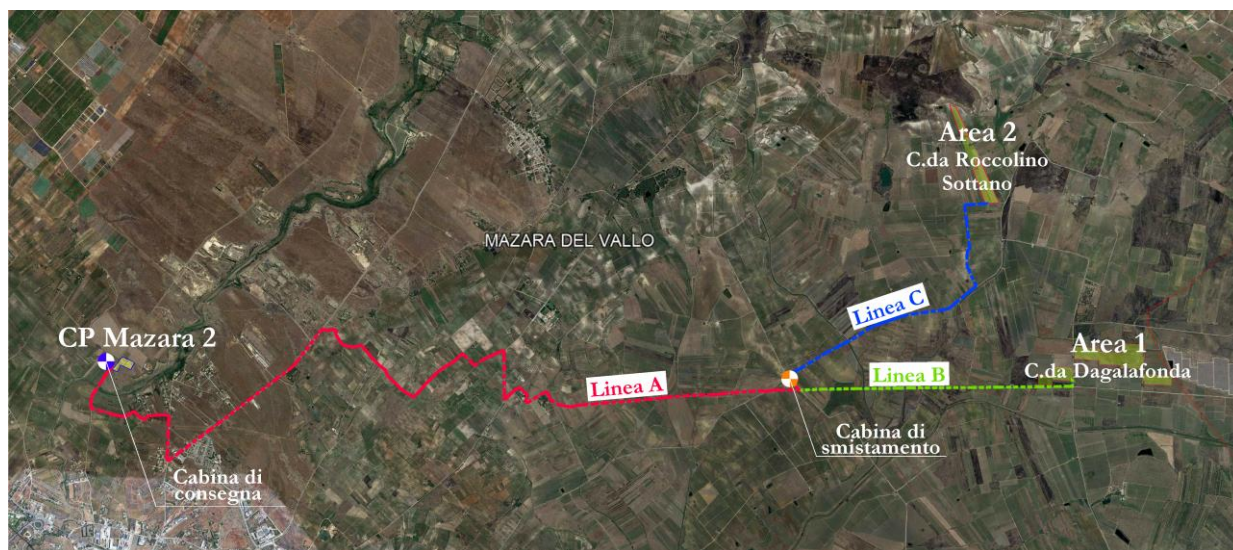 Area 2
C.da Roccolino
Sottano
MAZARA DEL VALLO
CP Mazara 2
Linea C
Area 1
C.da Dagalafonda
Linea B
Linea A
Cabina di
smistamento
Cabina di
consegna